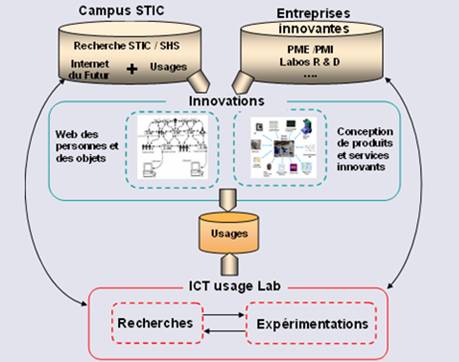 Campus STIC
Entreprises
innovantes
Recherche STIC / SHS
Internet
du Futur
+
Usages
PME /PMI
Labos R & D
....
Innovations
Web des
personnes et
des objets
Conception
de produits
et services
innovants
Usages
ICT usage Lab
Recherches
Expérimentations